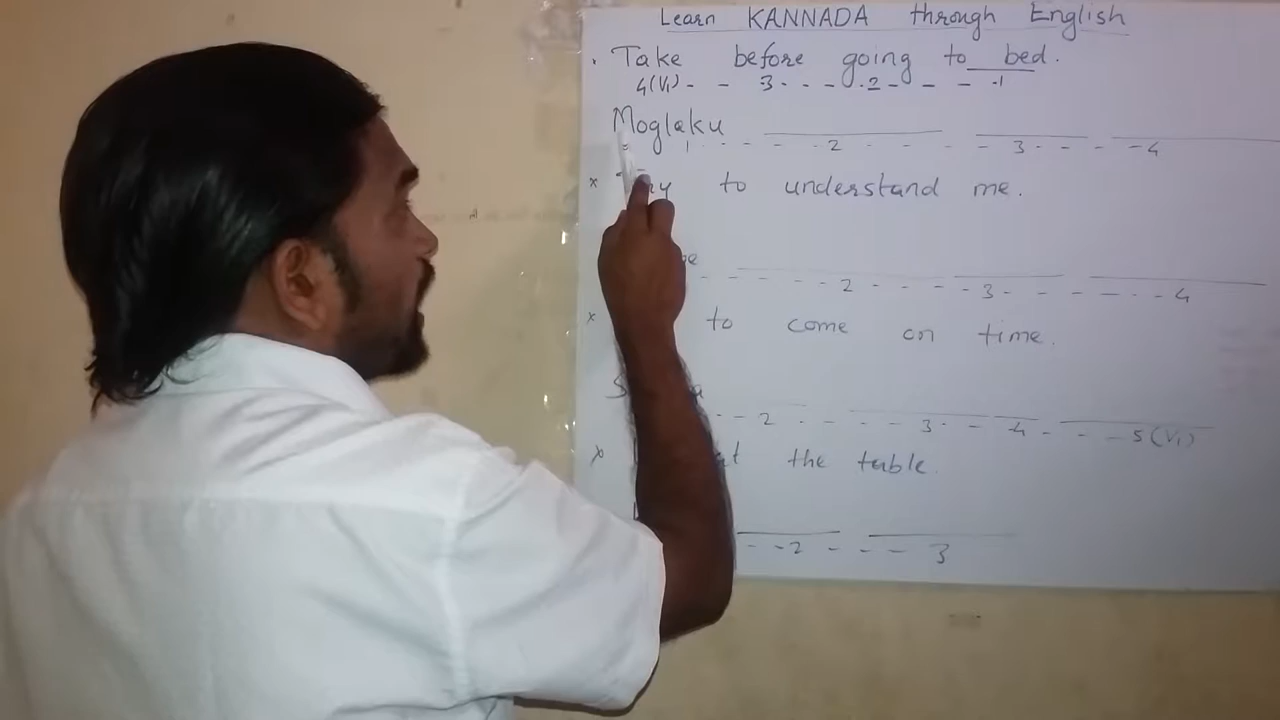 Learn KANNADA through English
. Take before going to bed.
4(V1) - - 3 - - - 2 - - - 1
Moglaku
1 - - - - 2 - - - - 3 - - - - 4
x to understand me.
- - - 2 - - - 3 - - - - - - 4
x to come on time.
- - 2 - - - 3 - - 4 - - - 5(V1)
x the table.
- - 2 - - - 3